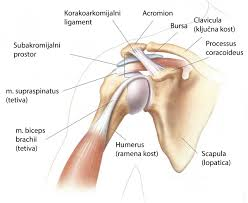 Korakoakromijalni
ligament
Acromion
Bursa
Clavicula
(ključna kost)
Processus
coracoideus
Subakromijalni
prostor
m. supraspinatus
(tetiva)
m. biceps
brachii
(tetiva)
Humerus
(ramena kost)
Scapula
(lopatica)